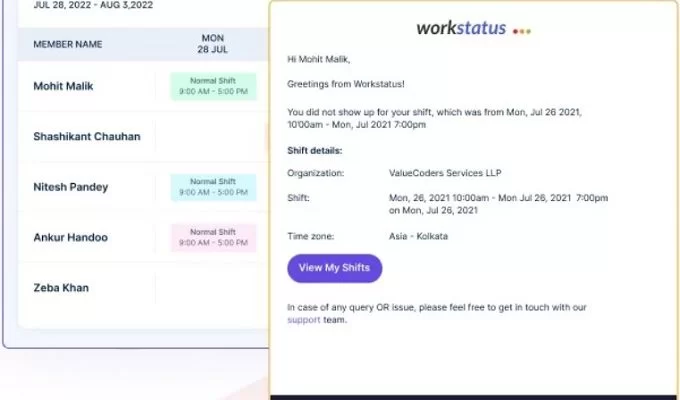 JUL 28, 2022 - AUG 3,2022
MEMBER NAME
MON
28 JUL
Mohit Malik
Normal Shift
9:00 AM - 5:00 PM
Shashikant Chauhan
Nitesh Pandey
Normal Shift
9:00 AM - 5:00 PM
Ankur Handoo
Normal Shift
9:00 AM - 5:00 PM
Zeba Khan
workstatus
Hi Mohit Malik,
Greetings from Workstatus!
You did not show up for your shift, which was from Mon, Jul 26 2021,
10'00am - Mon, Jul 2021 7:00pm
Shift details:
Organization: ValueCoders Services LLP
Shift: Mon, 26, 2021 10:00am - Mon Jul 26, 2021 7:00pm
on Mon, Jul 26, 2021
Time zone: Asia - Kolkata
View My Shifts
In case of any query OR issue, please feel free to get in touch with our
support team.